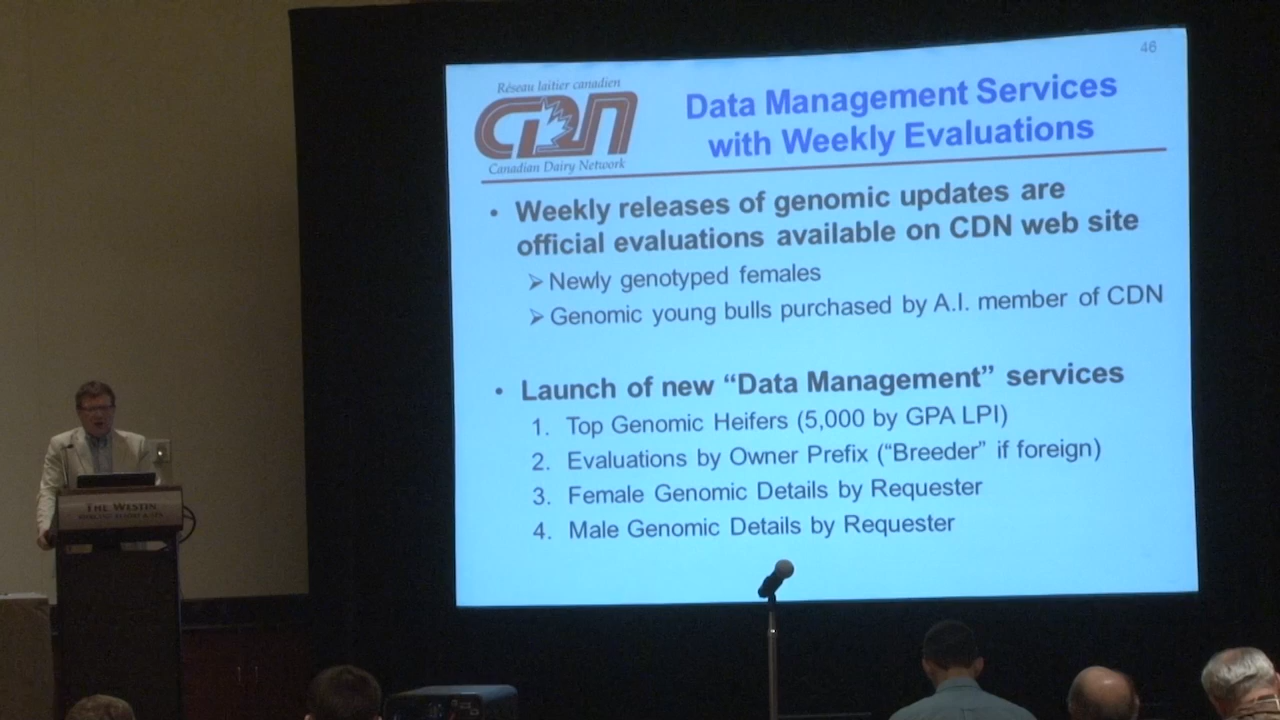 46
Réseau laitier canadien
CDN
Canadian Dairy Network
Data Management Services
with Weekly Evaluations
• Weekly releases of genomic updates are
official evaluations available on CDN web site
➢ Newly genotyped females
➢ Genomic young bulls purchased by A.I. member of CDN
• Launch of new “Data Management” services
1. Top Genomic Heifers (5,000 by GPA LPI)
2. Evaluations by Owner Prefix (“Breeder” if foreign)
3. Female Genomic Details by Requester
4. Male Genomic Details by Requester
THE WESTIN